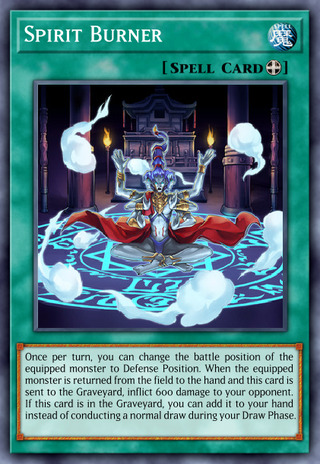 Spirit Burner
魔
[Spell Card]
Once per turn, you can change the battle position of the
equipped monster to Defense Position. When the equipped
monster is returned from the field to the hand and this card is
sent to the Graveyard, inflict 600 damage to your opponent.
If this card is in the Graveyard, you can add it to your hand
instead of conducting a normal draw during your Draw Phase.